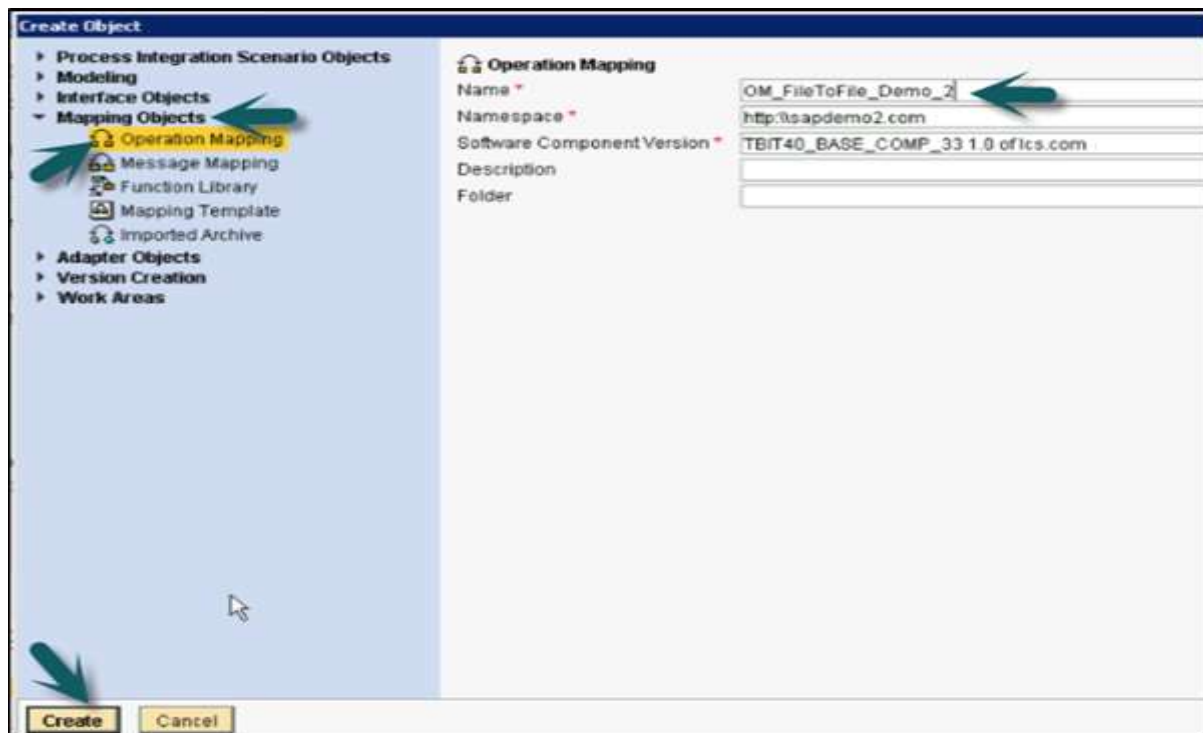 Create Object
Process Integration Scenario Objects
Modeling
Interface Objects
Mapping Objects
Operation Mapping
Message Mapping
Function Library
Mapping Template
Imported Archive
Adapter Objects
Version Creation
Work Areas
Operation Mapping
Name * OM_FileToFile_Demo_2
Namespace * http:\\sapdemo2.com
Software Component Version * TBIT40_BASE_COMP_33 1.0 of lcs.com
Description
Folder
Create Cancel